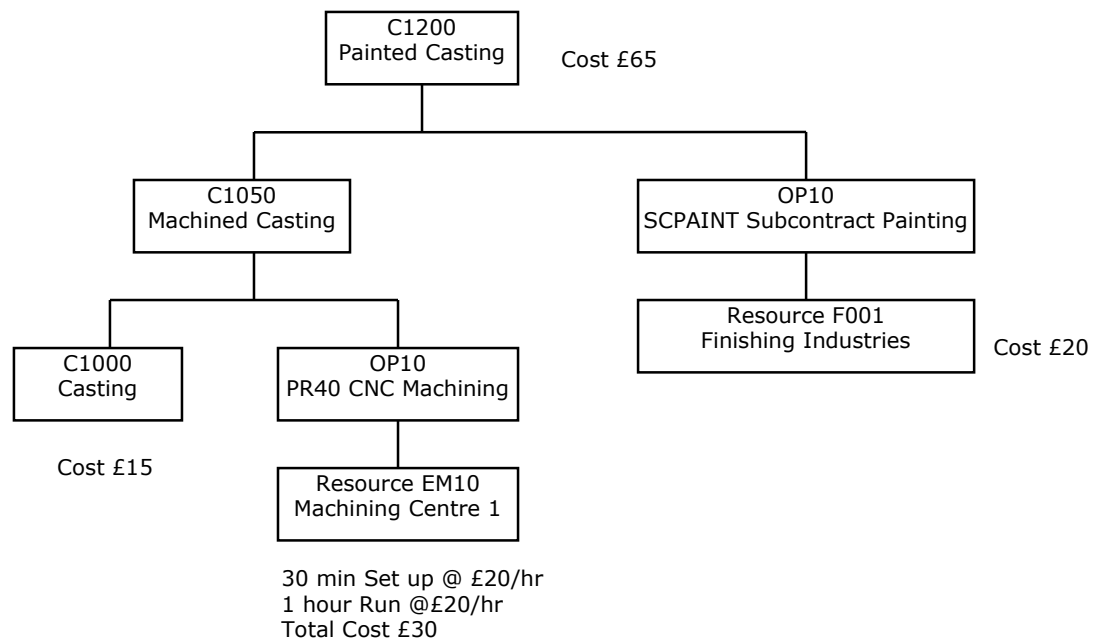 C1200
Painted Casting
Cost £65
C1050
Machined Casting
OP10
SCPAINT Subcontract Painting
C1000
Casting
Cost £15
OP10
PR40 CNC Machining
Resource F001
Finishing Industries
Cost £20
Resource EM10
Machining Centre 1
30 min Set up @ £20/hr
1 hour Run @£20/hr
Total Cost £30